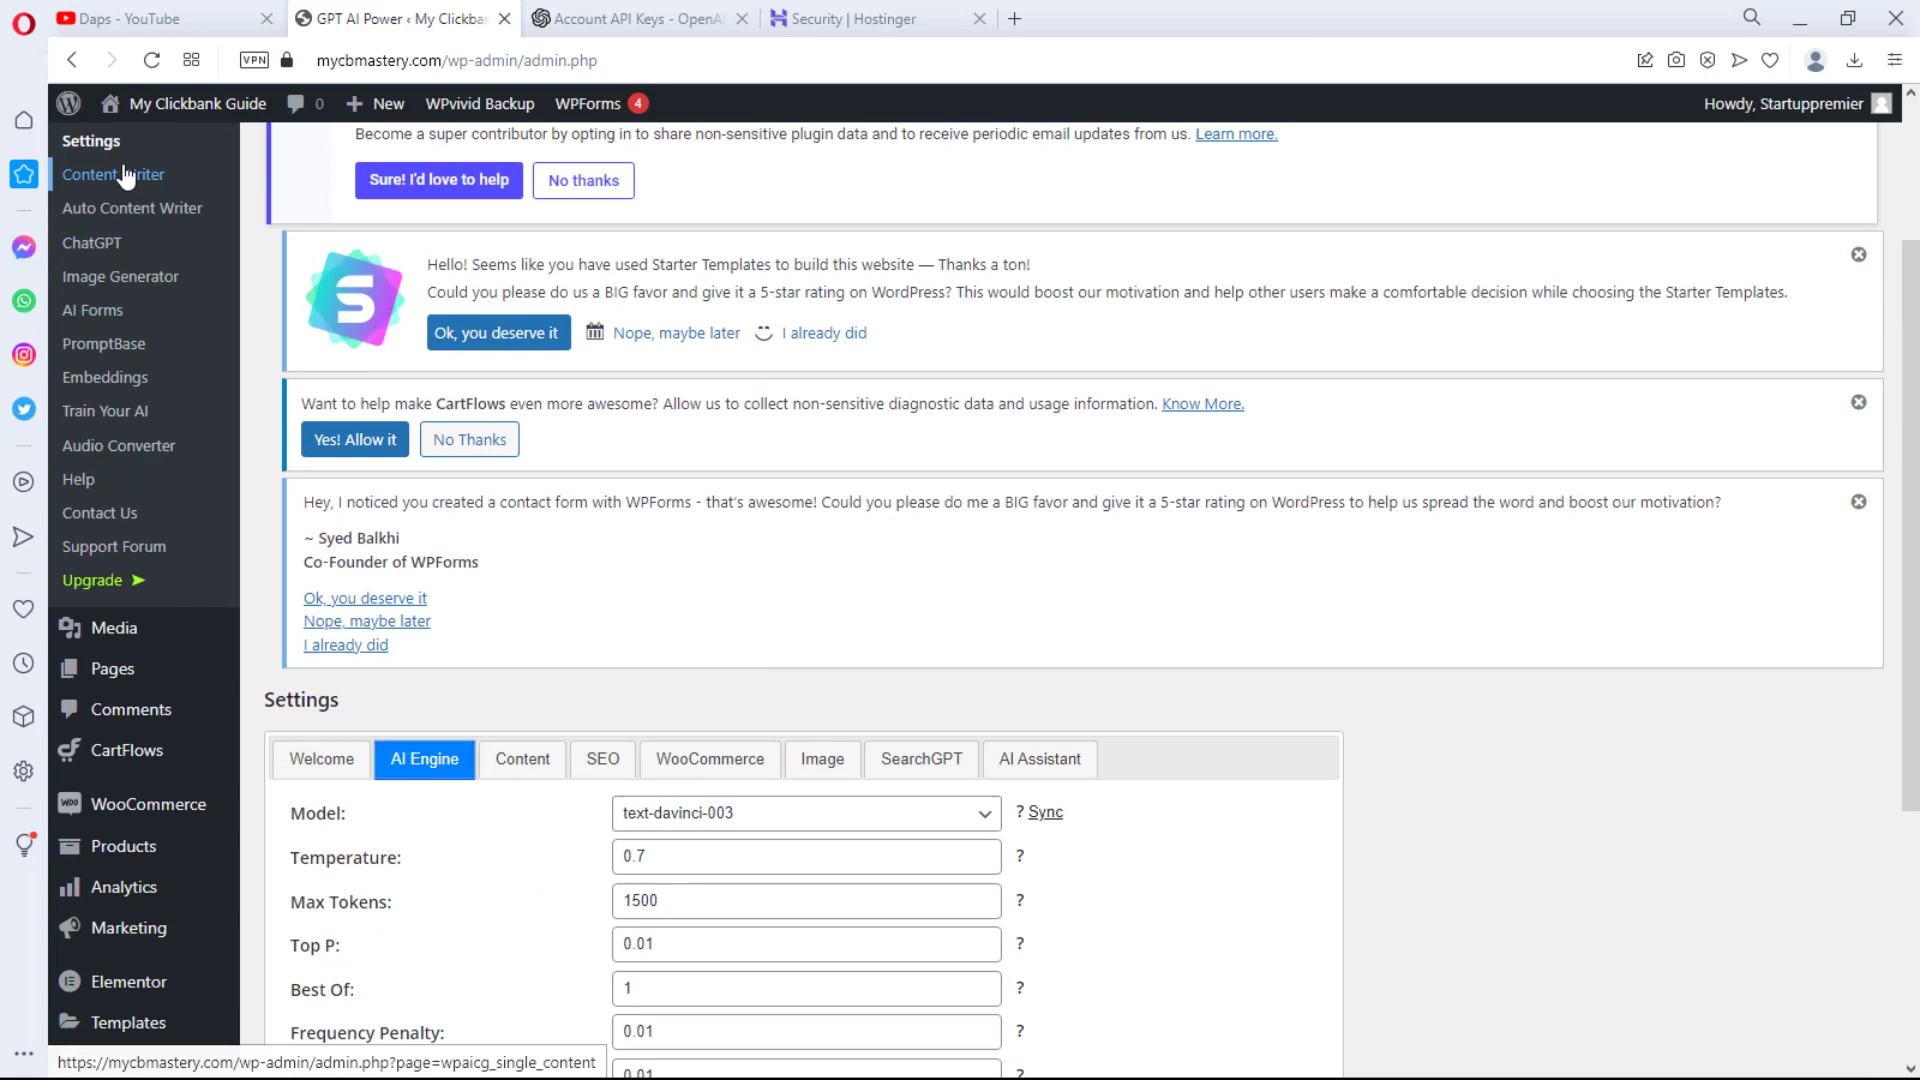 Daps - YouTube
GPT AI Power ‹ My Clickban
Account API Keys - OpenAI
Security | Hostinger
VPN
mycbmastery.com/wp-admin/admin.php
My Clickbank Guide
0
New
WPvivid Backup
WPForms 4
Howdy, Startuppremier
Settings
Content Writer
Auto Content Writer
ChatGPT
Image Generator
AI Forms
PromptBase
Embeddings
Train Your AI
Audio Converter
Help
Contact Us
Support Forum
Upgrade ➤
Media
Pages
Comments
CartFlows
WooCommerce
Products
Analytics
Marketing
Elementor
Templates
Become a super contributor by opting in to share non-sensitive plugin data and to receive periodic email updates from us. Learn more.
Sure! I'd love to help
No thanks
Hello! Seems like you have used Starter Templates to build this website — Thanks a ton!
Could you please do us a BIG favor and give it a 5-star rating on WordPress? This would boost our motivation and help other users make a comfortable decision while choosing the Starter Templates.
Ok, you deserve it
Nope, maybe later
I already did
Want to help make CartFlows even more awesome? Allow us to collect non-sensitive diagnostic data and usage information. Know More.
Yes! Allow it
No Thanks
Hey, I noticed you created a contact form with WPForms - that's awesome! Could you please do me a BIG favor and give it a 5-star rating on WordPress to help us spread the word and boost our motivation?
~ Syed Balkhi
Co-Founder of WPForms
Ok, you deserve it
Nope, maybe later
I already did
Settings
Welcome
AI Engine
Content
SEO
WooCommerce
Image
SearchGPT
AI Assistant
Model: text-davinci-003 ? Sync
Temperature: 0.7 ?
Max Tokens: 1500 ?
Top P: 0.01 ?
Best Of: 1 ?
Frequency Penalty: 0.01 ?
0.01 ?
https://mycbmastery.com/wp-admin/admin.php?page=wpaicg_single_content